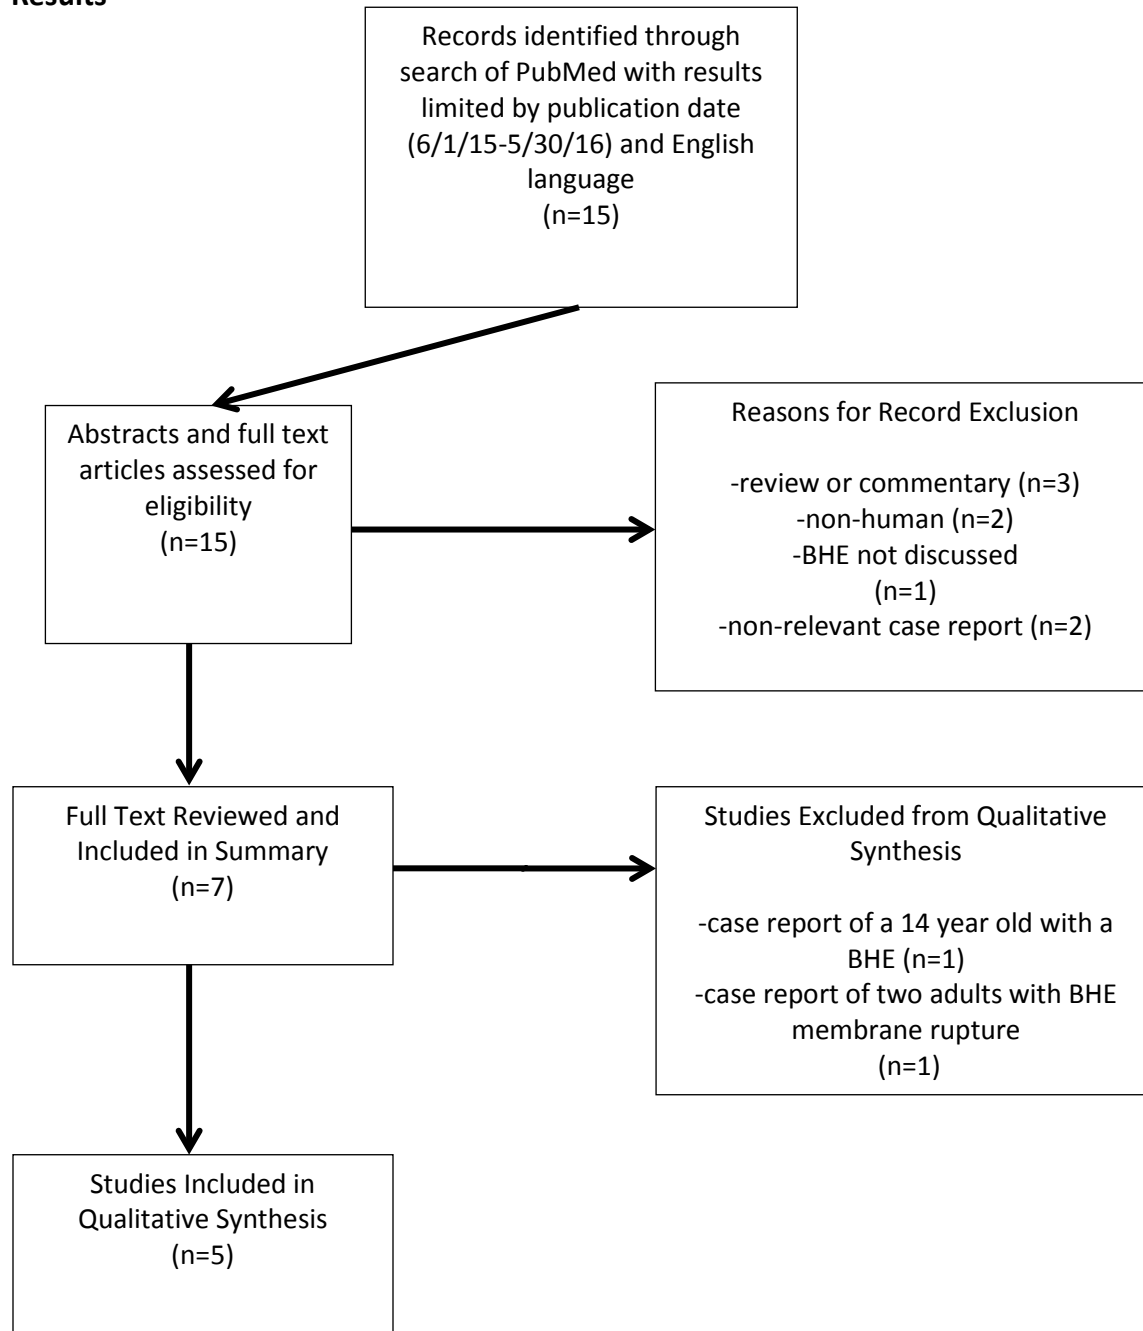 Results
Records identified through
search of PubMed with results
limited by publication date
(6/1/15-5/30/16) and English
language
(n=15)
Abstracts and full text
articles assessed for
eligibility
(n=15)
Reasons for Record Exclusion
-review or commentary (n=3)
-non-human (n=2)
-BHE not discussed
(n=1)
-non-relevant case report (n=2)
Full Text Reviewed and
Included in Summary
(n=7)
Studies Excluded from Qualitative
Synthesis
-case report of a 14 year old with a
BHE (n=1)
-case report of two adults with BHE
membrane rupture
(n=1)
Studies Included in
Qualitative Synthesis
(n=5)